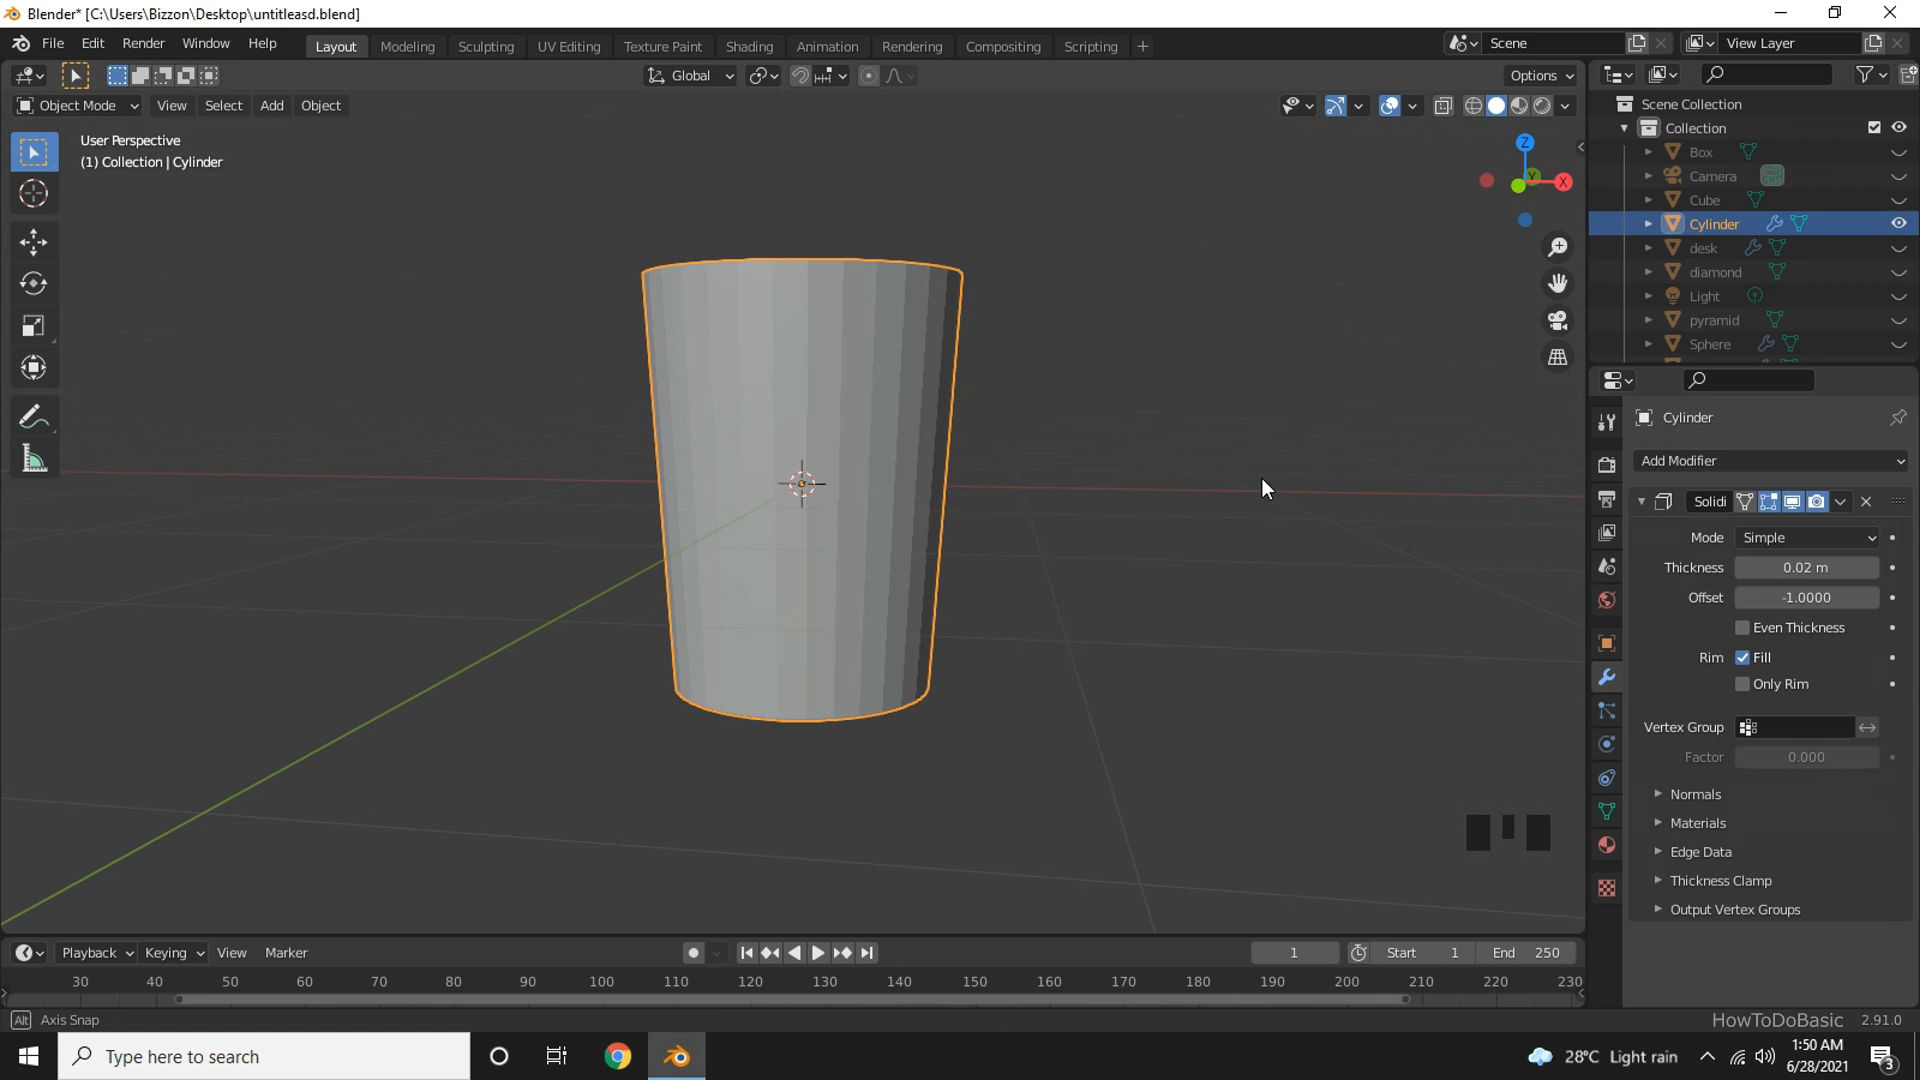 Blender* [C:\Users\Bizzon\Desktop\untitleasd.blend]
File Edit Render Window Help Layout Modeling Sculpting UV Editing Texture Paint Shading Animation Rendering Compositing Scripting + Scene View Layer
Global Options
Object Mode View Select Add Object
User Perspective
(1) Collection | Cylinder
Z
Y
X
Scene Collection
Collection
Box
Camera
Cube
Cylinder
desk
diamond
Light
pyramid
Sphere
Cylinder
Add Modifier
Solidi
Mode Simple
Thickness 0.02 m
Offset -1.0000
Even Thickness
Rim Fill
Only Rim
Vertex Group
Factor 0.000
Normals
Materials
Edge Data
Thickness Clamp
Output Vertex Groups
Playback Keying View Marker 1 Start 1 End 250
30 40 50 60 70 80 90 100 110 120 130 140 150 160 170 180 190 200 210 220 230
Alt Axis Snap HowToDoBasic 2.91.0
Type here to search 28°C Light rain 1:50 AM
6/28/2021 3